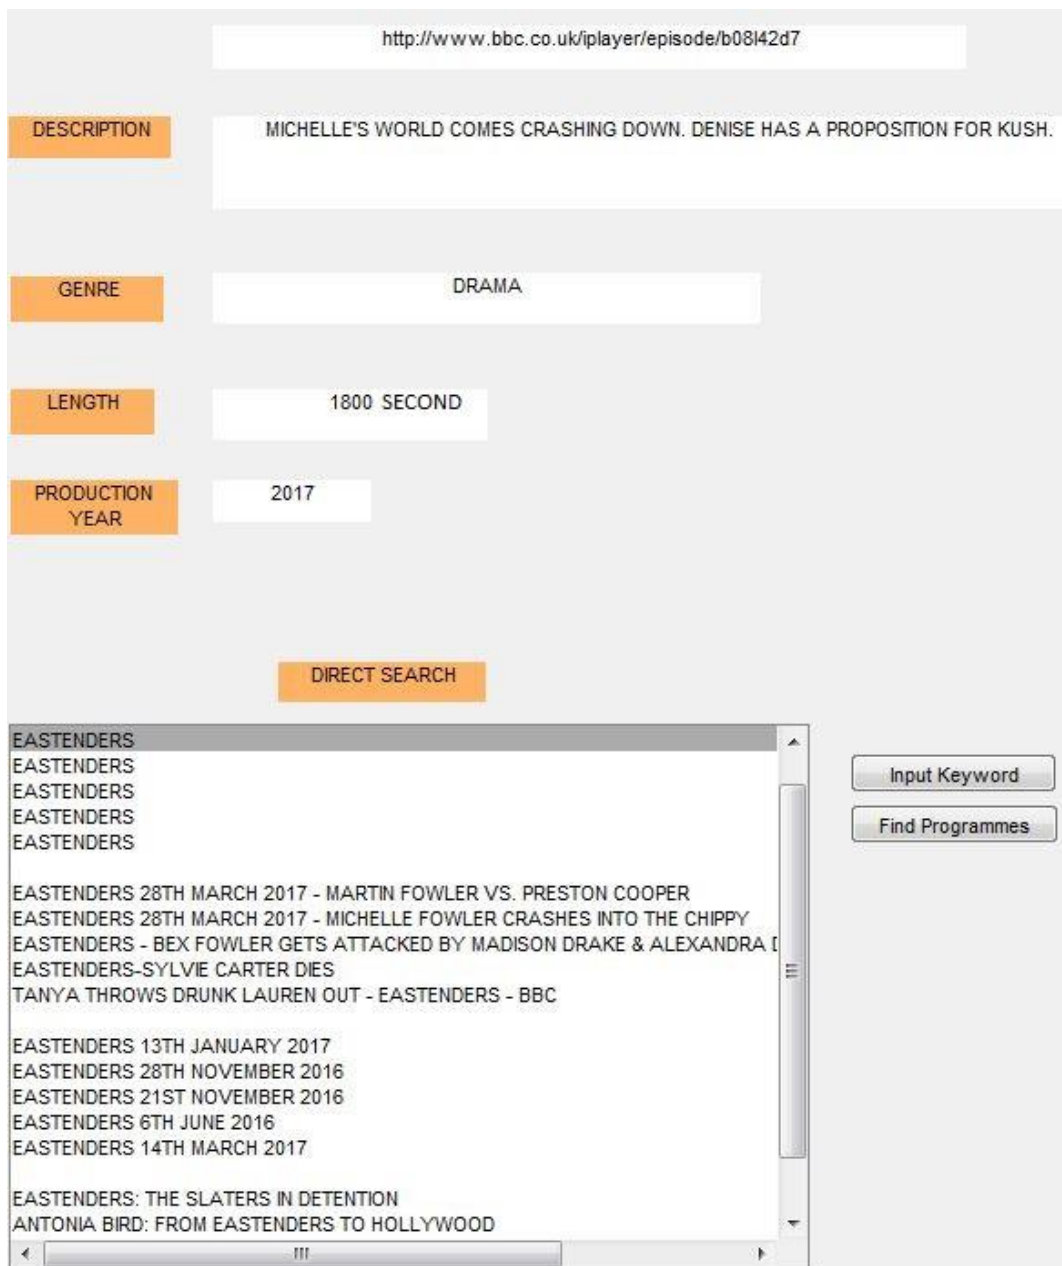 http://www.bbc.co.uk/iplayer/episode/b08l42d7
DESCRIPTION
MICHELLE'S WORLD COMES CRASHING DOWN. DENISE HAS A PROPOSITION FOR KUSH.
GENRE
DRAMA
LENGTH
1800 SECOND
PRODUCTION
YEAR
2017
DIRECT SEARCH
EASTENDERS
EASTENDERS
EASTENDERS
EASTENDERS
EASTENDERS
EASTENDERS 28TH MARCH 2017 - MARTIN FOWLER VS. PRESTON COOPER
EASTENDERS 28TH MARCH 2017 - MICHELLE FOWLER CRASHES INTO THE CHIPPY
EASTENDERS - BEX FOWLER GETS ATTACKED BY MADISON DRAKE & ALEXANDRA
EASTENDERS-SYLVIE CARTER DIES
TANYA THROWS DRUNK LAUREN OUT - EASTENDERS - BBC
EASTENDERS 13TH JANUARY 2017
EASTENDERS 28TH NOVEMBER 2016
EASTENDERS 21ST NOVEMBER 2016
EASTENDERS 6TH JUNE 2016
EASTENDERS 14TH MARCH 2017
EASTENDERS: THE SLATERS IN DETENTION
ANTONIA BIRD: FROM EASTENDERS TO HOLLYWOOD
Input Keyword
Find Programmes